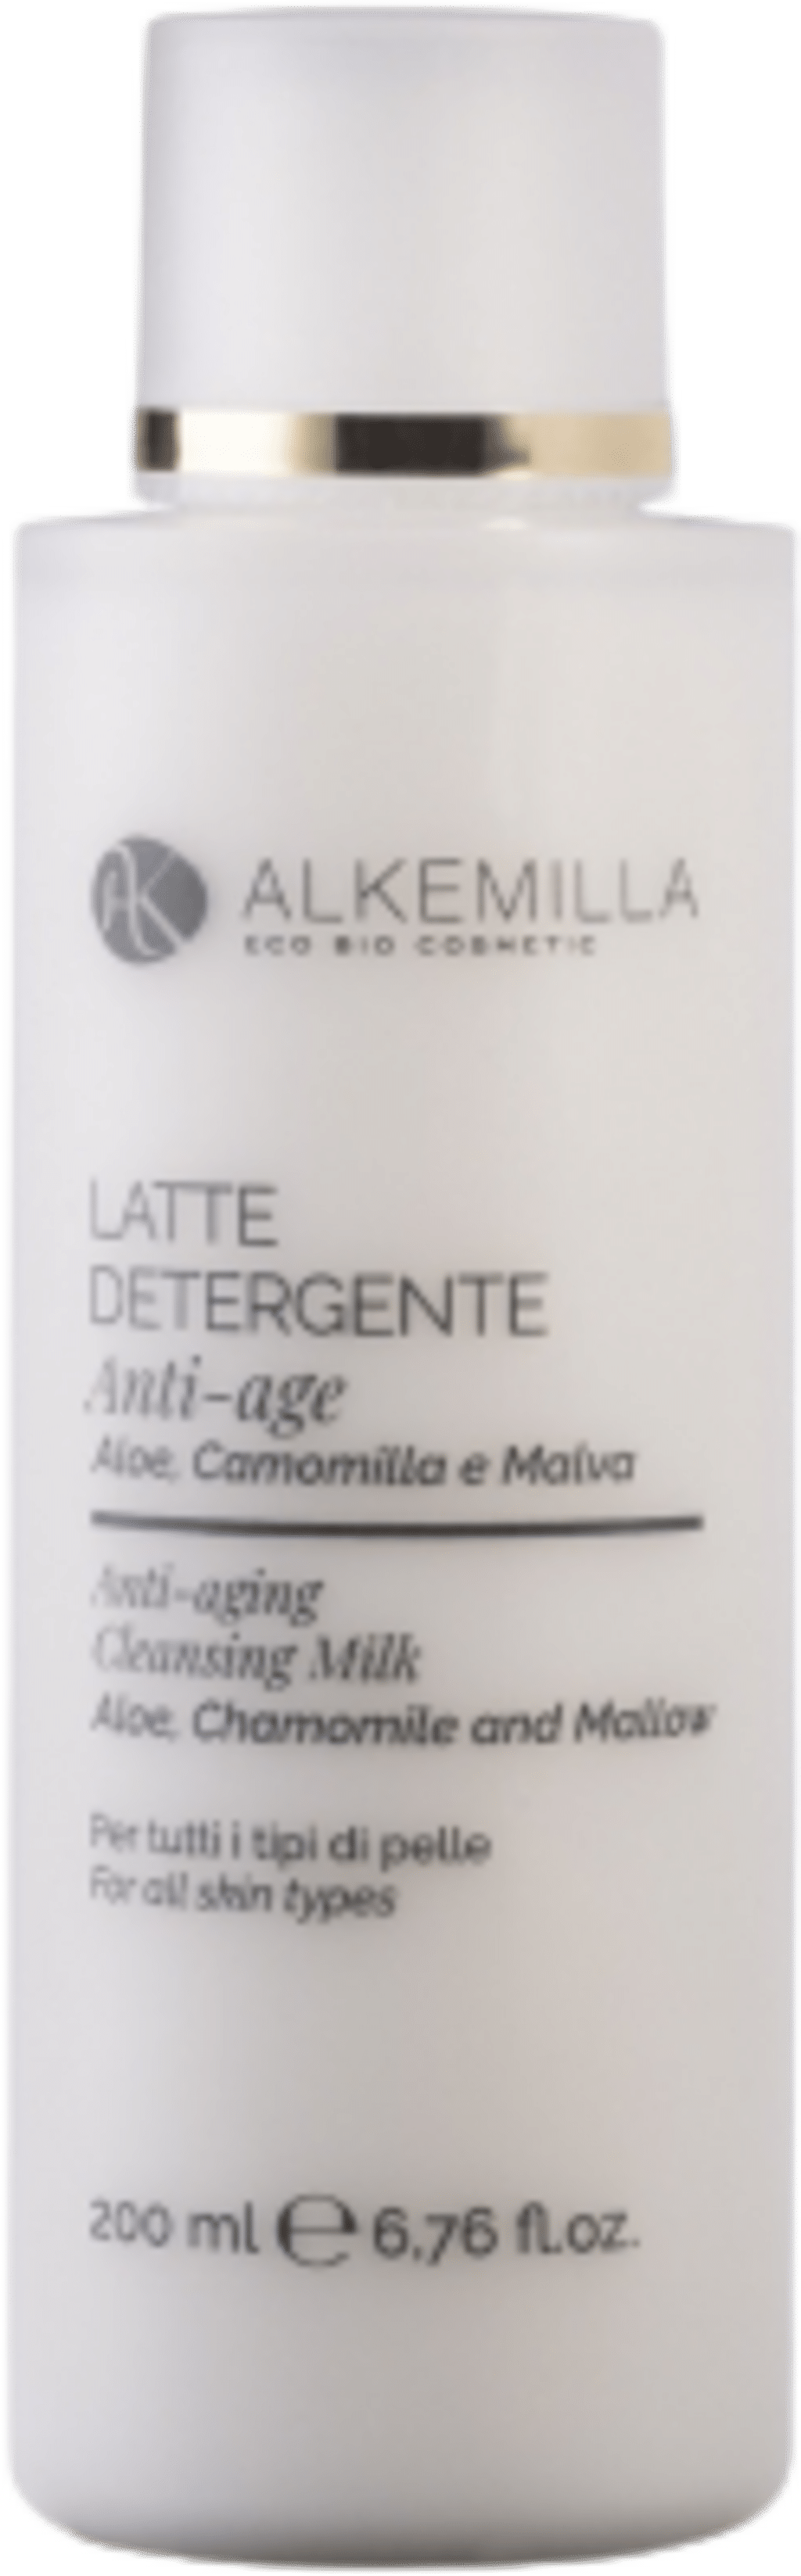 AK
ALKEMILLA
ECO BIO COSMETIC
LATTE
DETERGENTE
Anti-age
Aloe, Camomilla e Malva
Anti-aging
Cleansing Milk
Aloe, Chamomile and Mallow
Per tutti i tipi di pelle
For all skin types
200 ml e 6,76 fl.oz.